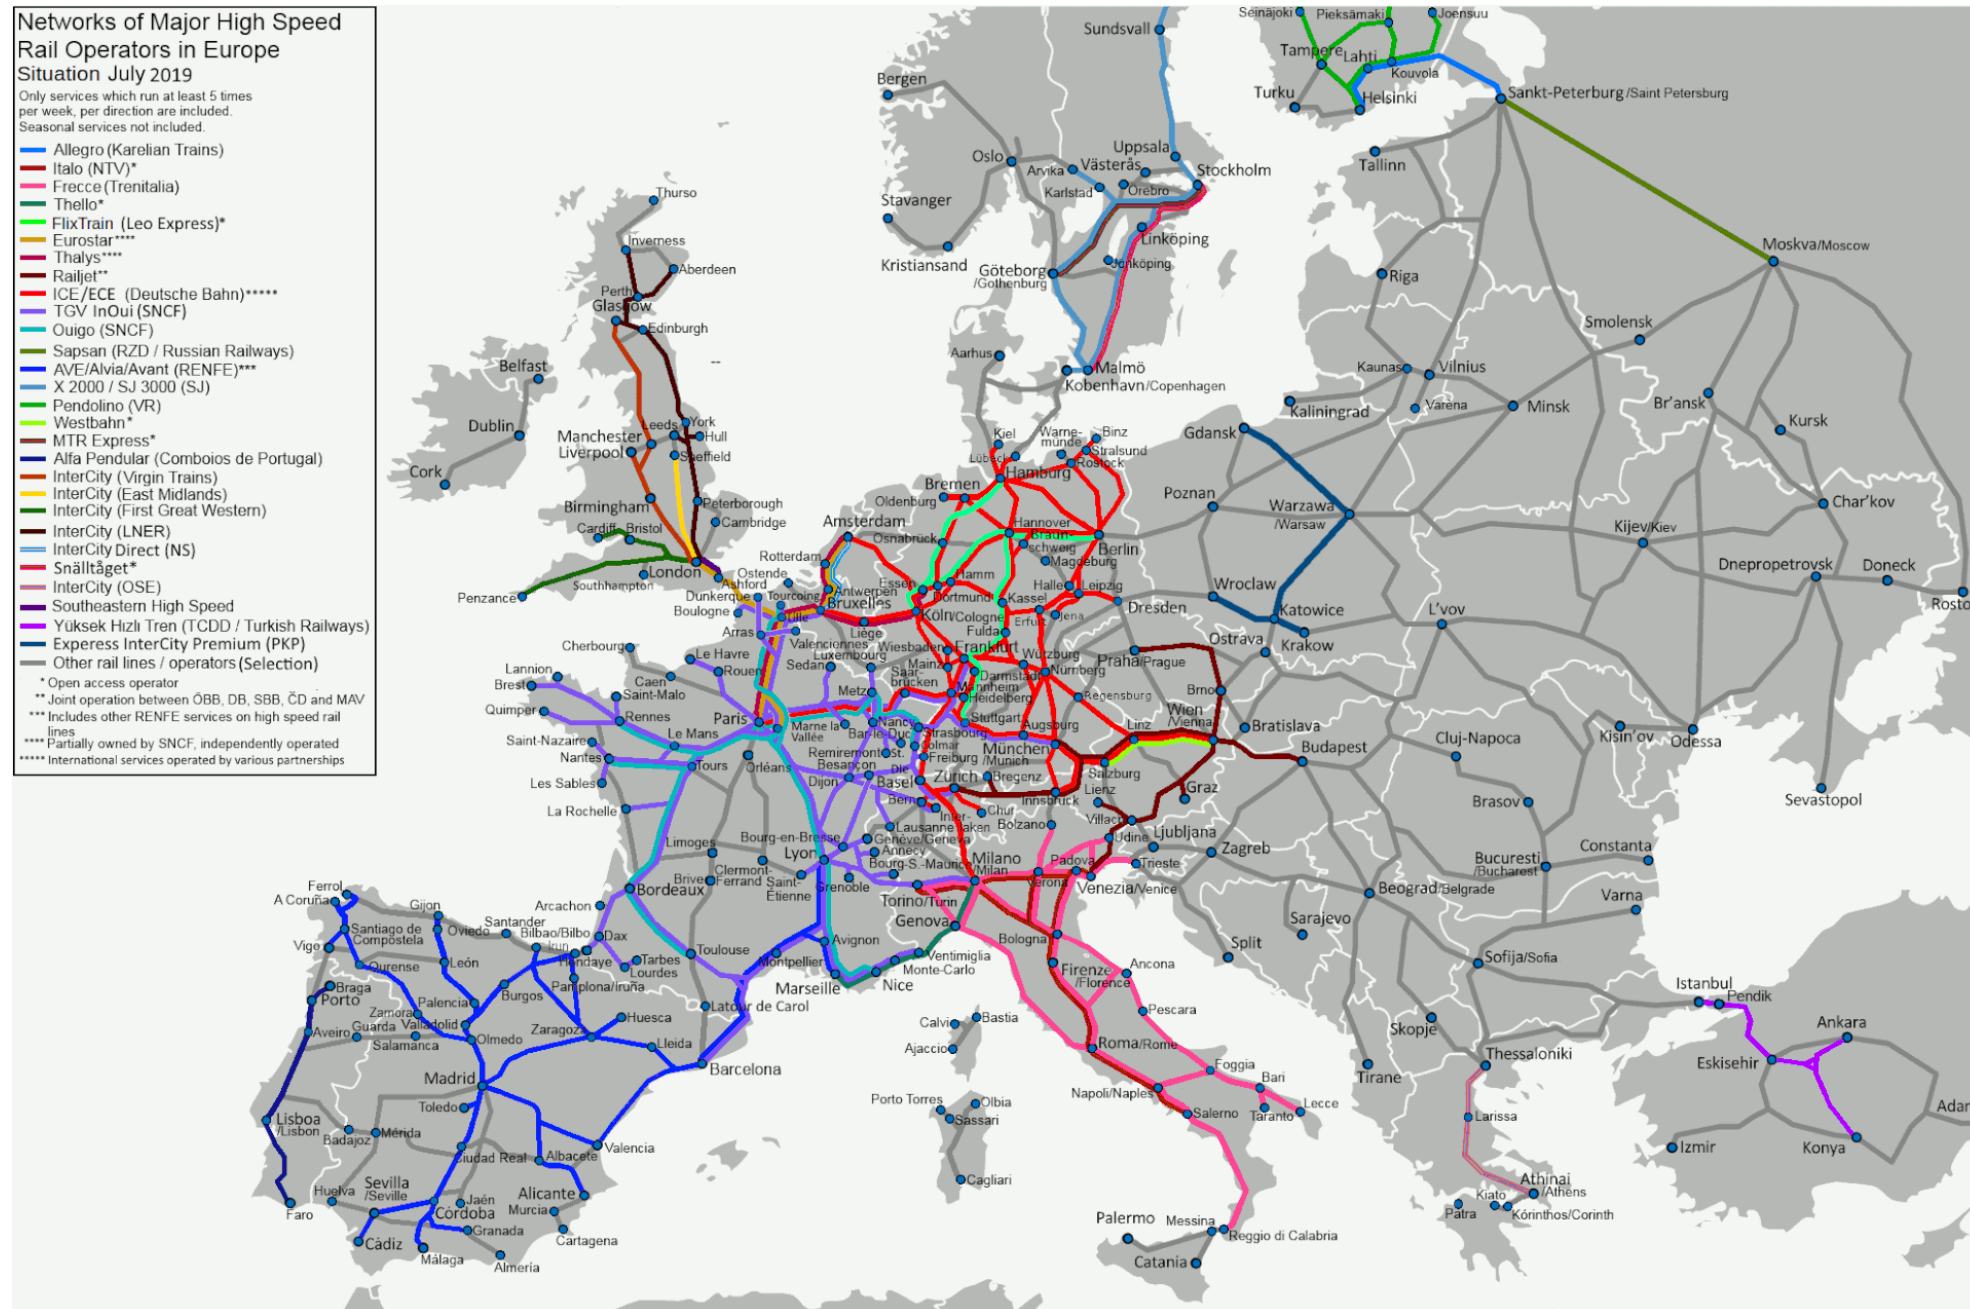 Networks of Major High Speed
Rail Operators in Europe
Situation July 2019
Only services which run at least 5 times
per week, per direction are included.
Seasonal services not included.
Allegro (Karelian Trains)
Italo (NTV)*
Frecce (Trenitalia)
Thello*
FlixTrain (Leo Express)*
Eurostar****
Thalys****
Railjet**
ICE/ECE (Deutsche Bahn)*****
TGV InOui (SNCF)
Ouigo (SNCF)
Sapsan (RZD / Russian Railways)
AVE/Alvia/Avant (RENFE)***
X 2000 / SJ 3000 (SJ)
Pendolino (VR)
Westbahn*
MTR Express*
Alfa Pendular (Comboios de Portugal)
InterCity (Virgin Trains)
InterCity (East Midlands)
InterCity (First Great Western)
InterCity (LNER)
InterCity Direct (NS)
Snälltåget*
InterCity (OSE)
Southeastern High Speed
Yüksek Hızlı Tren (TCDD / Turkish Railways)
Experess InterCity Premium (PKP)
Other rail lines / operators (Selection)
* Open access operator
** Joint operation between ÖBB, DB, SBB, ČD and MAV
*** Includes other RENFE services on high speed rail
lines
**** Partially owned by SNCF, independently operated
***** International services operated by various partnerships
Seinäjoki
Pieksämaki
Joensuu
Sundsvall
Tampere
Lahti
Kouvola
Bergen
Turku
Helsinki
Sankt-Peterburg/Saint Petersburg
Oslo
Uppsala
Arvika
Västerås
Stockholm
Tallinn
Karlstad
Örebro
Thurso
Stavanger
Linköping
Inverness
Kristiansand
Jönköping
Moskva/Moscow
Aberdeen
Göteborg
/Gothenburg
Riga
Perth
Glasgow
Edinburgh
Smolensk
Aarhus
Malmö
Kobenhavn/Copenhagen
Belfast
Kaunas
Vilnius
Varena
Minsk
Br'ansk
Kursk
Kaliningrad
Dublin
Leeds
York
Hull
Manchester
Liverpool
Sheffield
Kiel
Warne-
münde
Binz
Stralsund
Lübeck
Rostock
Gdansk
Cork
Hamburg
Bremen
Oldenburg
Birmingham
Peterborough
Cambridge
Poznan
Warzawa
/Warsaw
Char'kov
Cardiff
Bristol
Amsterdam
Osnabrück
Hannover
Braun-
schweig
Berlin
Magdeburg
Kijev/Kiev
Rotterdam
London
Southhampton
Ashford
Ostende
Antwerpen
Essen
Hamm
Dortmund
Halle
Leipzig
Wroclaw
Dnepropetrovsk
Doneck
Rosto
Penzance
Dunkerque
Tourcoing
Boulogne
Lille
Bruxelles
Liège
Köln/Cologne
Kassel
Erfurt
Jena
Dresden
Katowice
L'vov
Arras
Valenciennes
Luxembourg
Wiesbaden
Fulda
Frankfurt
Ostrava
Krakow
Cherbourg
Le Havre
Rouen
Sedan
Mainz
Würzburg
Praha/Prague
Lannion
Brest
Caen
Saint-Malo
Metz
Saar-
brücken
Darmstadt
Mannheim
Heidelberg
Nürnberg
Regensburg
Brno
Quimper
Rennes
Paris
Marne la
Vallée
Nancy
Bar-le-Duc
Strasbourg
Stuttgart
Augsburg
Linz
Wien
/Vienna
Bratislava
Saint-Nazaire
Le Mans
Nantes
Remiremont
St.
Die
Colmar
Freiburg
München
/Munich
Budapest
Cluj-Napoca
Kisin'ov
Odessa
Tours
Orléans
Besançon
Dijon
Basel
Zürich
Bregenz
Salzburg
Les Sables
La Rochelle
Bern
Inter-
laken
Chur
Innsbruck
Lienz
Graz
Sevastopol
Brasov
Limoges
Bourg-en-Bresse
Lausanne
Genève/Geneva
Annecy
Bolzano
Villach
Udine
Ljubljana
Zagreb
Lyon
Clermont-
Ferrand
Brive
Saint-
Étienne
Grenoble
Bourg-S.-Maurice
Milano
/Milan
Verona
Padova
Trieste
Venezia/Venice
Bucuresti
/Bucharest
Constanta
Beograd/Belgrade
Varna
Bordeaux
Torino/Turin
Genova
Bologna
Ferrol
A Coruña
Gijon
Arcachon
Santander
Bilbao/Bilbo
Irun
Hendaye
Dax
Toulouse
Avignon
Sarajevo
Split
Santiago de
Compostela
Oviedo
Vigo
Ourense
León
Pamplona/Iruña
Tarbes
Lourdes
Montpellier
Marseille
Nice
Ventimiglia
Monte-Carlo
Firenze
/Florence
Ancona
Sofija/Sofia
Braga
Porto
Palencia
Burgos
Latour de Carol
Pescara
Istanbul
Pendik
Zamora
Valladolid
Aveiro
Guarda
Salamanca
Olmedo
Zaragoza
Huesca
Lleida
Calvi
Bastia
Ajaccio
Roma/Rome
Skopje
Ankara
Eskisehir
Thessaloniki
Tirane
Barcelona
Foggia
Bari
Madrid
Toledo
Napoli/Naples
Salerno
Taranto
Lecce
Porto Torres
Olbia
Sassari
Larissa
Adan
Lisboa
/Lisbon
Badajoz
Mérida
Ciudad Real
Albacete
Valencia
Izmir
Konya
Cagliari
Huelva
Sevilla
/Seville
Jaén
Córdoba
Alicante
Murcia
Athinai
/Athens
Kiato
Patra
Kórinthos/Corinth
Faro
Cádiz
Granada
Málaga
Almería
Cartagena
Palermo
Messina
Reggio di Calabria
Catania